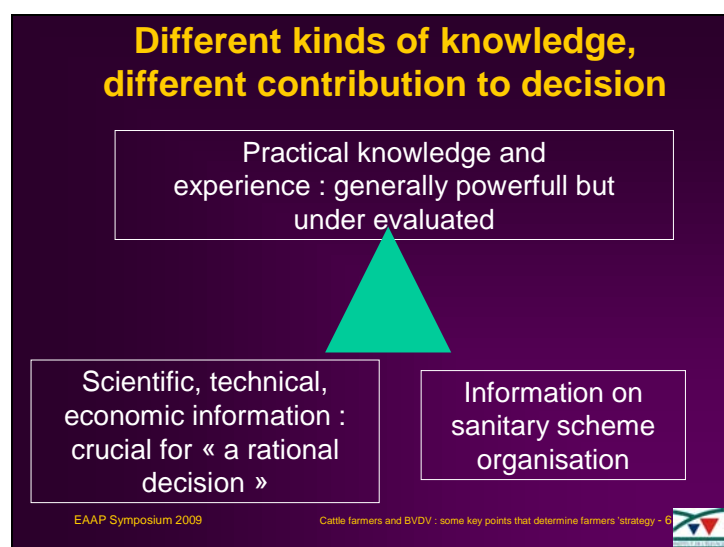 Different kinds of knowledge,
different contribution to decision
Practical knowledge and
experience : generally powerfull but
under evaluated
Scientific, technical,
economic information :
crucial for « a rational
decision »
Information on
sanitary scheme
organisation
EAAP Symposium 2009
Cattle farmers and BVDV : some key points that determine farmers 'strategy - 6